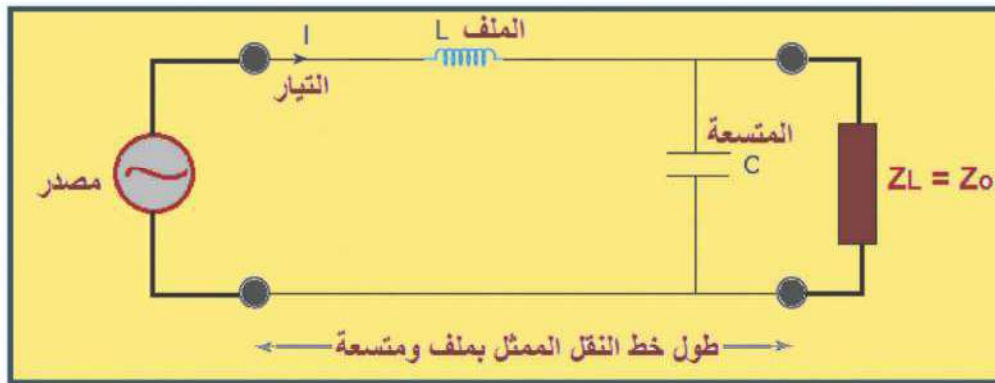 I
L الملف
التيار
المتسعة
C
مصدر
ZL = Zo
طول خط النقل الممثل بملف ومتسعة